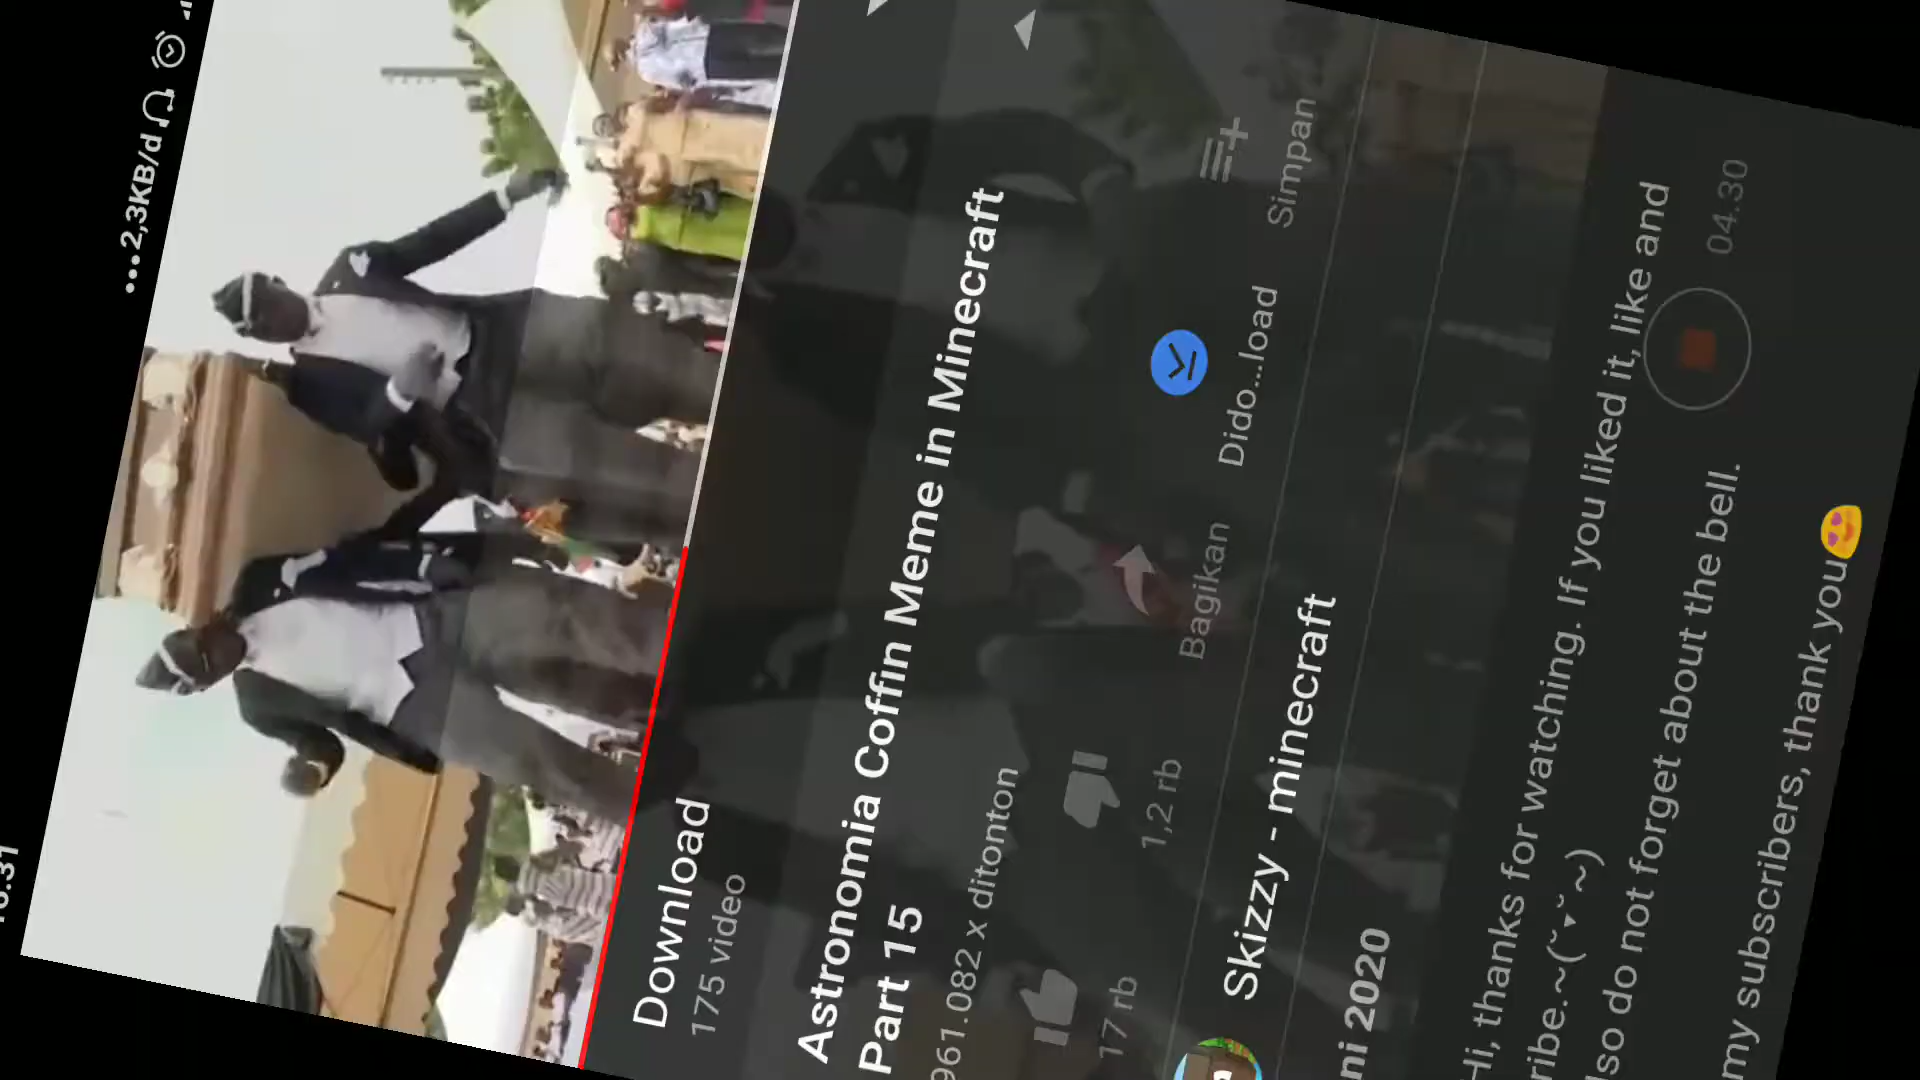 ...2,3KB/d
Download
175 video
Astronomia Coffin Meme in Minecraft
Part 15
961.082 x ditonton
17 rb
1,2 rb
Bagikan
Dido...load
Simpan
Skizzy - minecraft
ni 2020
Hi, thanks for watching. If you liked it, like and
ribe.~(˘▾˘~)
lso do not forget about the bell.
my subscribers, thank you😍
04.30